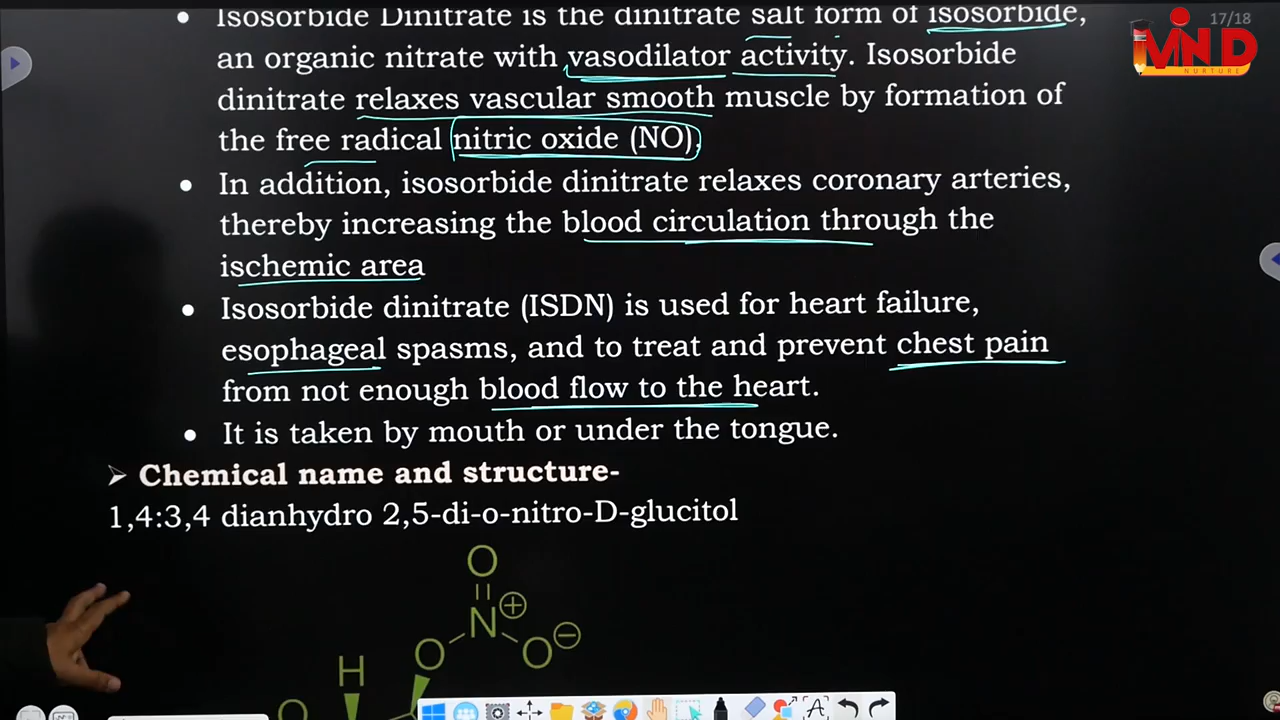 Isosorbide Dinitrate is the dinitrate salt form of isosorbide,
an organic nitrate with vasodilator activity. Isosorbide
dinitrate relaxes vascular smooth muscle by formation of
the free radical nitric oxide (NO).
In addition, isosorbide dinitrate relaxes coronary arteries,
thereby increasing the blood circulation through the
ischemic area
Isosorbide dinitrate (ISDN) is used for heart failure,
esophageal spasms, and to treat and prevent chest pain
from not enough blood flow to the heart.
It is taken by mouth or under the tongue.
Chemical name and structure-
1,4:3,4 dianhydro 2,5-di-o-nitro-D-glucitol
O
N
O
O
H
O
17/18
MND
NURTURE
A